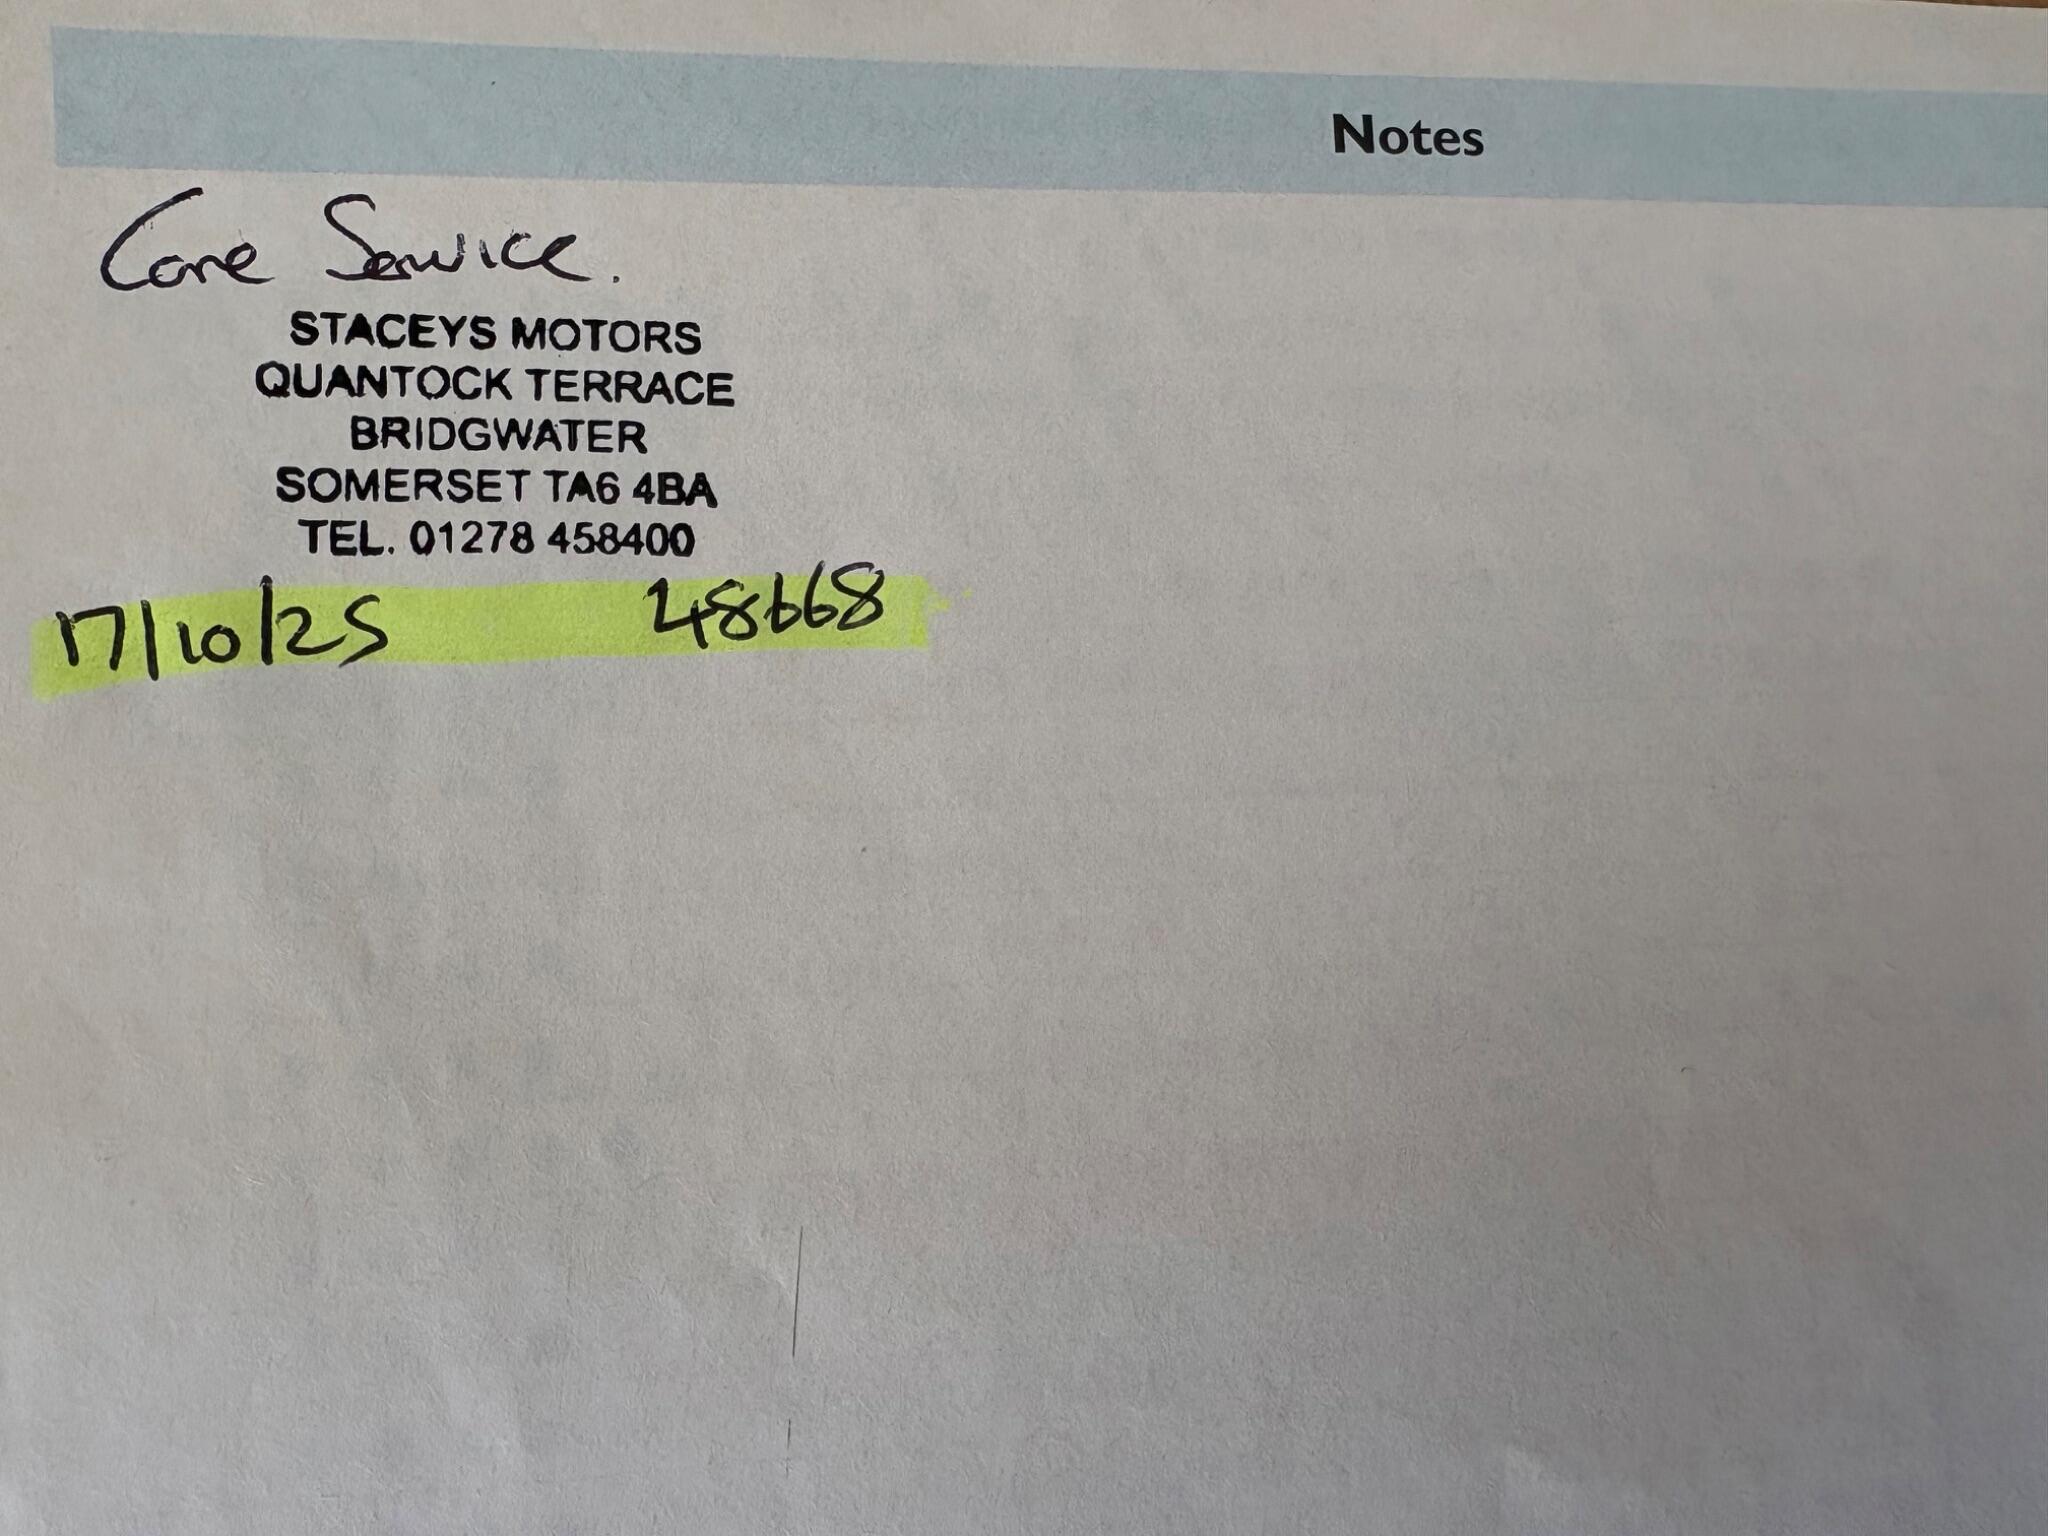 Notes
Core Service.
STACEYS MOTORS
QUANTOCK TERRACE
BRIDGWATER
SOMERSET TA6 4BA
TEL. 01278 458400
17/10/25 48668